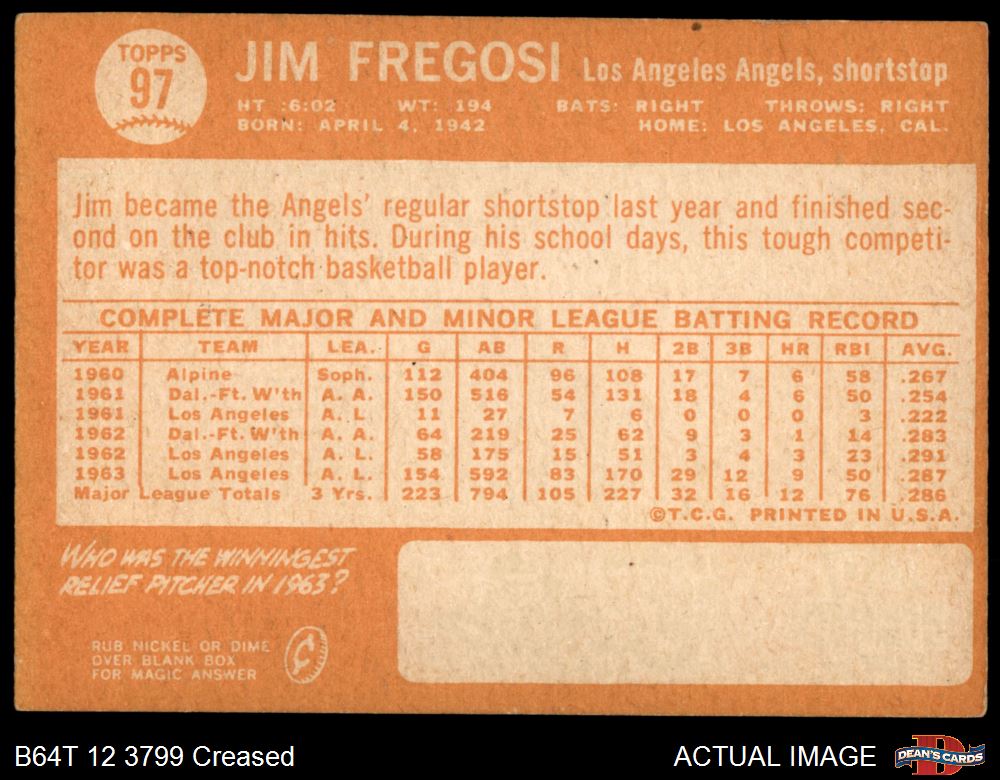 TOPPS
97
JIM FREGOSI Los Angeles Angels, shortstop
HT :6:02 WT: 194 BATS: RIGHT THROWS: RIGHT
BORN: APRIL 4, 1942 HOME: LOS ANGELES, CAL.
Jim became the Angels' regular shortstop last year and finished sec-
ond on the club in hits. During his school days, this tough competi-
tor was a top-notch basketball player.
COMPLETE MAJOR AND MINOR LEAGUE BATTING RECORD
YEAR TEAM LEA. G AB R H 2B 3B HR RBI AVG.
1960 Alpine Soph. 112 404 96 108 17 7 6 58 .267
1961 Dal.-Ft. W'th A. A. 150 516 54 131 18 4 6 50 .254
1961 Los Angeles A. L. 11 27 7 6 0 0 0 3 .222
1962 Dal.-Ft. W'th A. A. 64 219 25 62 9 3 1 14 .283
1962 Los Angeles A. L. 58 175 15 51 3 4 3 23 .291
1963 Los Angeles A. L. 154 592 83 170 29 12 9 50 .287
Major League Totals 3 Yrs. 223 794 105 227 32 16 12 76 .286
©T.C.G. PRINTED IN U.S.A.
WHO WAS THE WINNINGEST
RELIEF PITCHER IN 1963?
RUB NICKEL OR DIME
OVER BLANK BOX
FOR MAGIC ANSWER
¢
B64T 12 3799 Creased ACTUAL IMAGE
D
DEAN'S CARDS